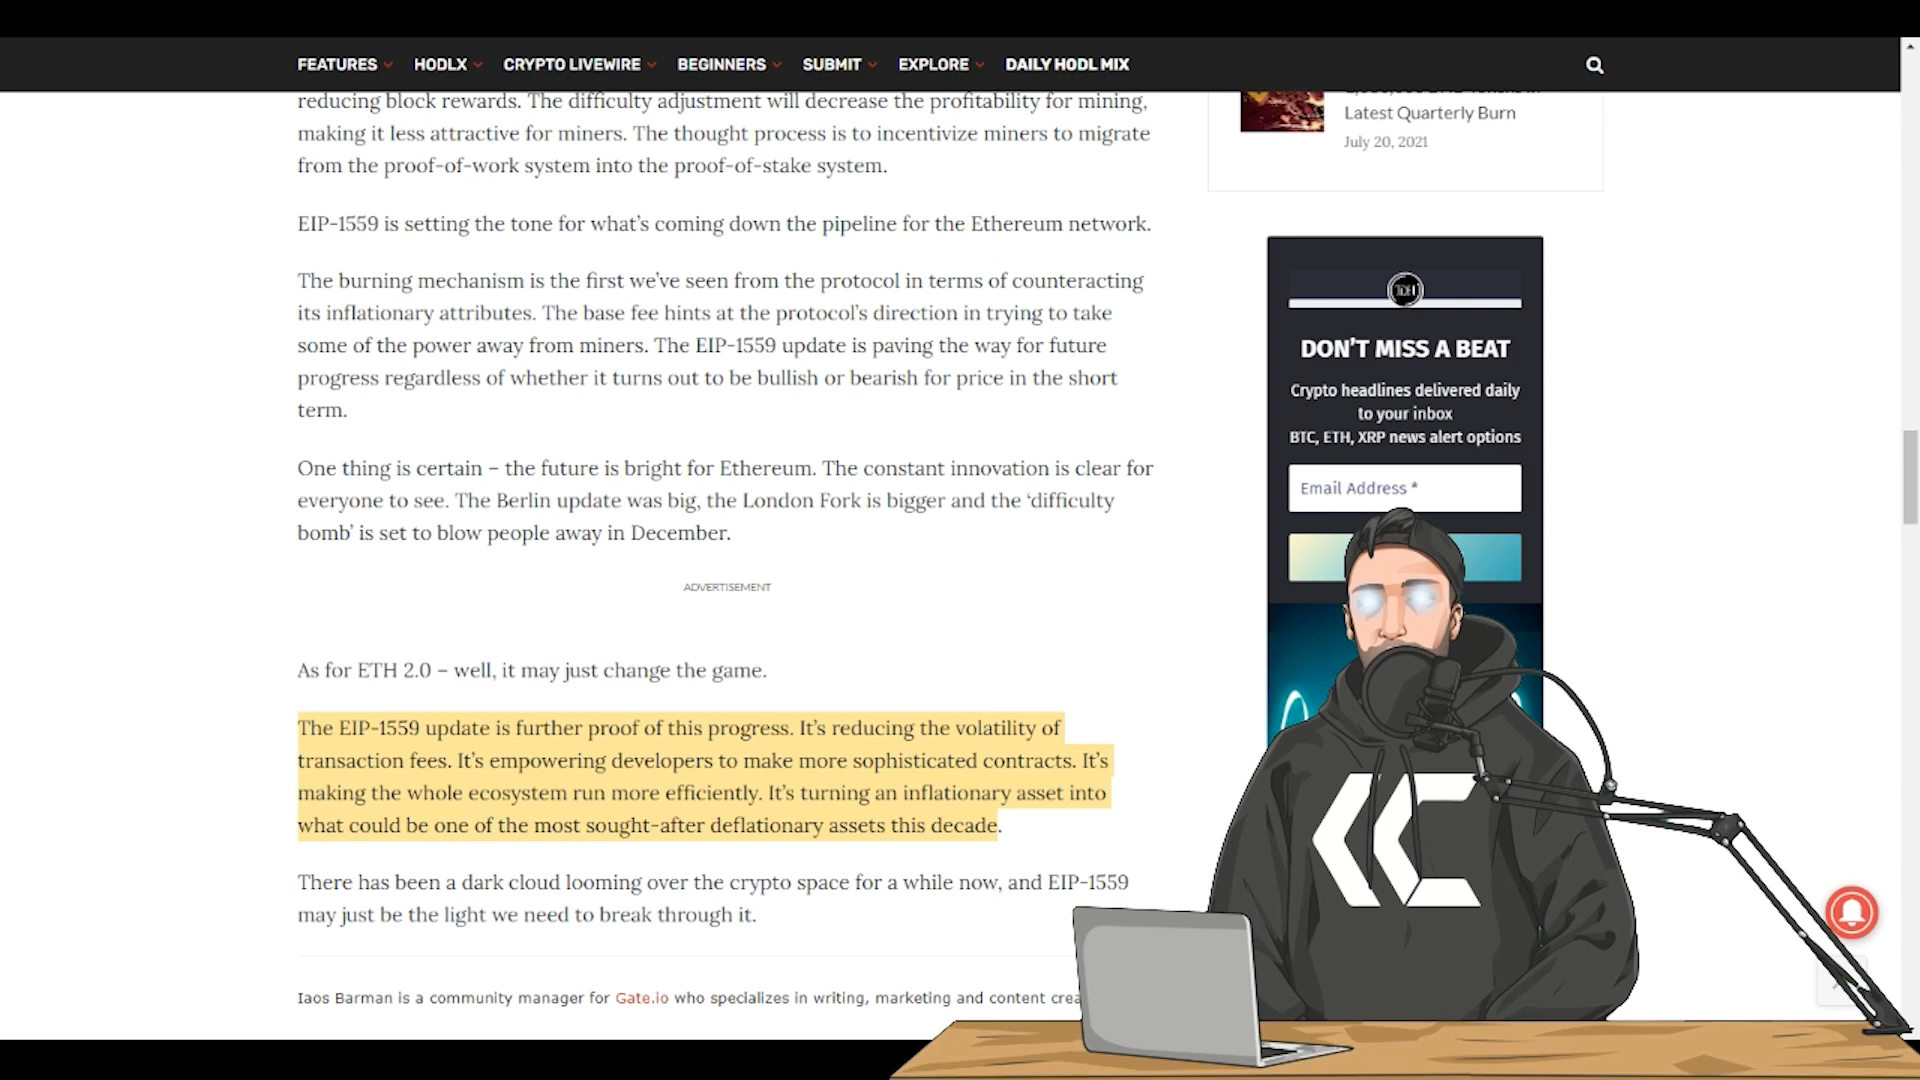 FEATURES HODLX CRYPTO LIVEWIRE BEGINNERS SUBMIT EXPLORE DAILY HODL MIX
reducing block rewards. The difficulty adjustment will decrease the profitability for mining,
making it less attractive for miners. The thought process is to incentivize miners to migrate
from the proof-of-work system into the proof-of-stake system.
EIP-1559 is setting the tone for what’s coming down the pipeline for the Ethereum network.
The burning mechanism is the first we’ve seen from the protocol in terms of counteracting
its inflationary attributes. The base fee hints at the protocol’s direction in trying to take
some of the power away from miners. The EIP-1559 update is paving the way for future
progress regardless of whether it turns out to be bullish or bearish for price in the short
term.
One thing is certain – the future is bright for Ethereum. The constant innovation is clear for
everyone to see. The Berlin update was big, the London Fork is bigger and the ‘difficulty
bomb’ is set to blow people away in December.
ADVERTISEMENT
As for ETH 2.0 – well, it may just change the game.
The EIP-1559 update is further proof of this progress. It’s reducing the volatility of
transaction fees. It’s empowering developers to make more sophisticated contracts. It’s
making the whole ecosystem run more efficiently. It’s turning an inflationary asset into
what could be one of the most sought-after deflationary assets this decade.
There has been a dark cloud looming over the crypto space for a while now, and EIP-1559
may just be the light we need to break through it.
Iaos Barman is a community manager for Gate.io who specializes in writing, marketing and content crea
Latest Quarterly Burn
July 20, 2021
TDH
DON’T MISS A BEAT
Crypto headlines delivered daily
to your inbox
BTC, ETH, XRP news alert options
Email Address *